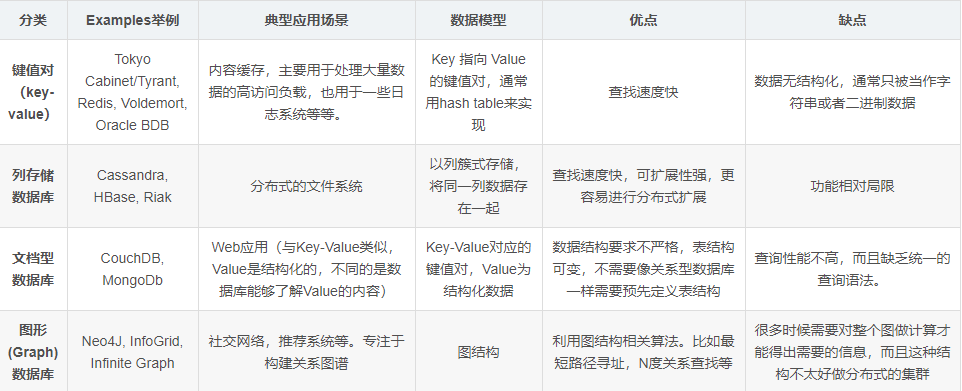 分类
Examples举例
典型应用场景
数据模型
优点
缺点
键值对
（key-
value）
Tokyo
Cabinet/Tyrant,
Redis, Voldemort,
Oracle BDB
内容缓存，主要用于处理大量数
据的高访问负载，也用于一些日
志系统等等。
Key 指向 Value
的键值对，通常
用hash table来实
现
查找速度快
数据无结构化，通常只被当作字
符串或者二进制数据
列存储
数据库
Cassandra,
HBase, Riak
分布式的文件系统
以列簇式存储，
将同一列数据存
在一起
查找速度快，可扩展性强，更
容易进行分布式扩展
功能相对局限
文档型
数据库
CouchDB,
MongoDb
Web应用（与Key-Value类似，
Value是结构化的，不同的是数
据库能够了解Value的内容）
Key-Value对应的
键值对，Value为
结构化数据
数据结构要求不严格，表结构
可变，不需要像关系型数据库
一样需要预先定义表结构
查询性能不高，而且缺乏统一的
查询语法。
图形
(Graph)
数据库
Neo4J, InfoGrid,
Infinite Graph
社交网络，推荐系统等。专注于
构建关系图谱
图结构
利用图结构相关算法。比如最
短路径寻址，N度关系查找等
很多时候需要对整个图做计算才
能得出需要的信息，而且这种结
构不太好做分布式的集群